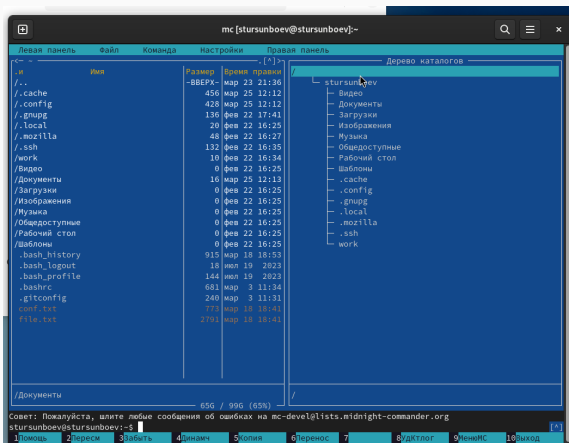 mc [stursunboev@stursunboev]:~
Левая панель Файл Команда Настройки Правая панель
<─ ~ .[^]>
.и Имя Размер Время правки
/.. -ВВЕРХ- мар 23 21:36
/.cache 456 мар 25 12:12
/.config 428 мар 25 12:12
/.gnupg 136 фев 22 17:41
/.local 20 фев 22 16:25
/.mozilla 48 фев 22 16:27
/.ssh 132 фев 22 16:35
/work 10 фев 22 16:34
/Видео 0 фев 22 16:25
/Документы 16 мар 25 12:13
/Загрузки 0 фев 22 16:25
/Изображения 0 фев 22 16:25
/Музыка 0 фев 22 16:25
/Общедоступные 0 фев 22 16:25
/Рабочий стол 0 фев 22 16:25
/Шаблоны 0 фев 22 16:25
.bash_history 915 мар 18 18:53
.bash_logout 18 июл 19 2023
.bash_profile 144 июл 19 2023
.bashrc 681 мар 3 11:34
.gitconfig 240 мар 3 11:31
conf.txt 773 мар 18 18:41
file.txt 2791 мар 18 18:41
/Документы
65G / 99G (65%)
Дерево каталогов
/
stursunboev
Видео
Документы
Загрузки
Изображения
Музыка
Общедоступные
Рабочий стол
Шаблоны
.cache
.config
.gnupg
.local
.mozilla
.ssh
work
/
Совет: Пожалуйста, шлите любые сообщения об ошибках на mc-devel@lists.midnight-commander.org
stursunboev@stursunboev:~$ [^]
1Помощь 2Пересм 3Забыть 4Динамч 5Копия 6Перенос 7 8УдКтлог 9МенюМС 10Выход